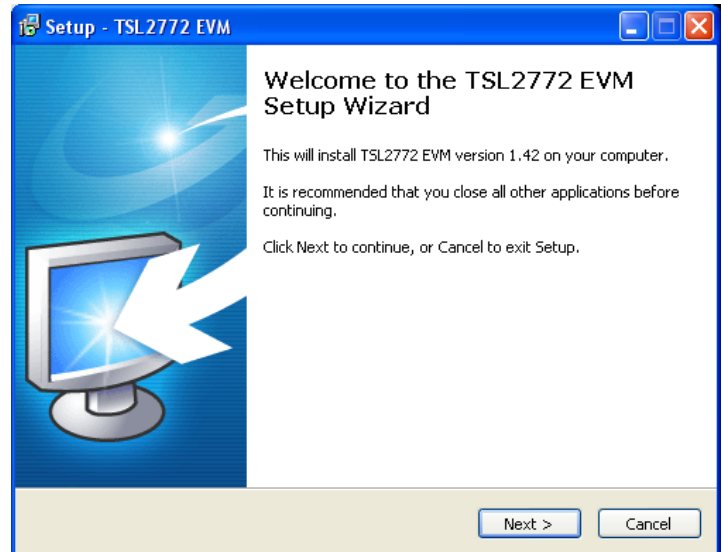 Setup - TSL2772 EVM
Welcome to the TSL2772 EVM
Setup Wizard
This will install TSL2772 EVM version 1.42 on your computer.
It is recommended that you close all other applications before
continuing.
Click Next to continue, or Cancel to exit Setup.
Next >
Cancel